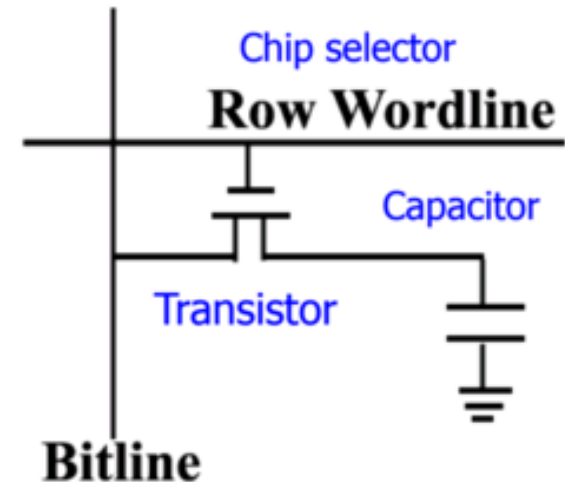 Chip selector
Row Wordline
Capacitor
Transistor
Bitline